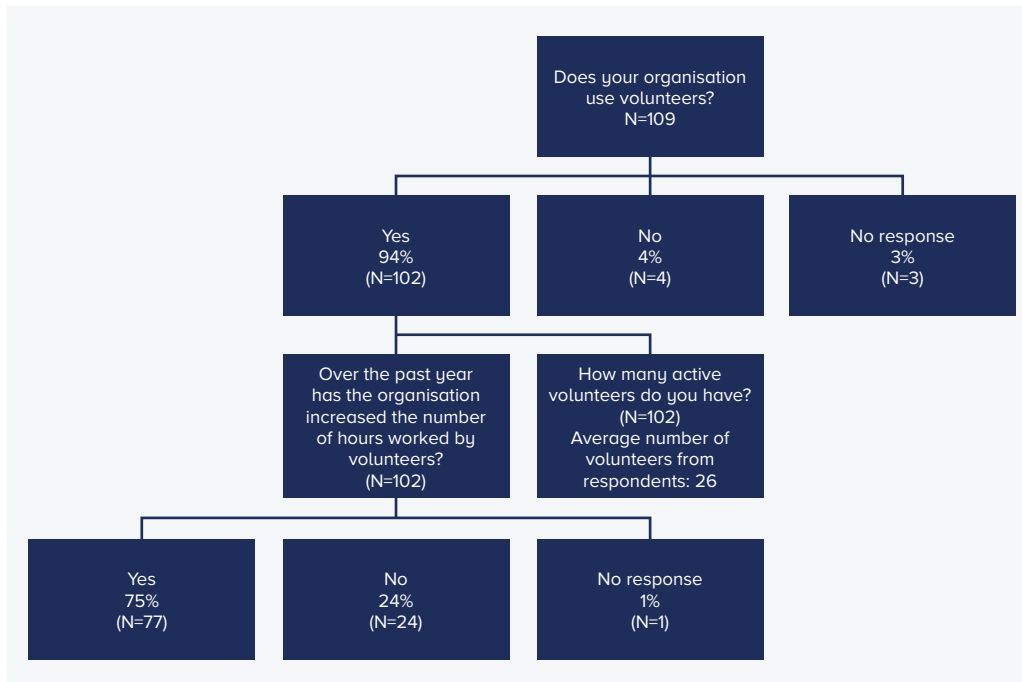 Does your organisation
use volunteers?
N=109
Yes
94%
(N=102)
No
4%
(N=4)
No response
3%
(N=3)
Over the past year
has the organisation
increased the number
of hours worked by
volunteers?
(N=102)
How many active
volunteers do you have?
(N=102)
Average number of
volunteers from
respondents: 26
Yes
75%
(N=77)
No
24%
(N=24)
No response
1%
(N=1)